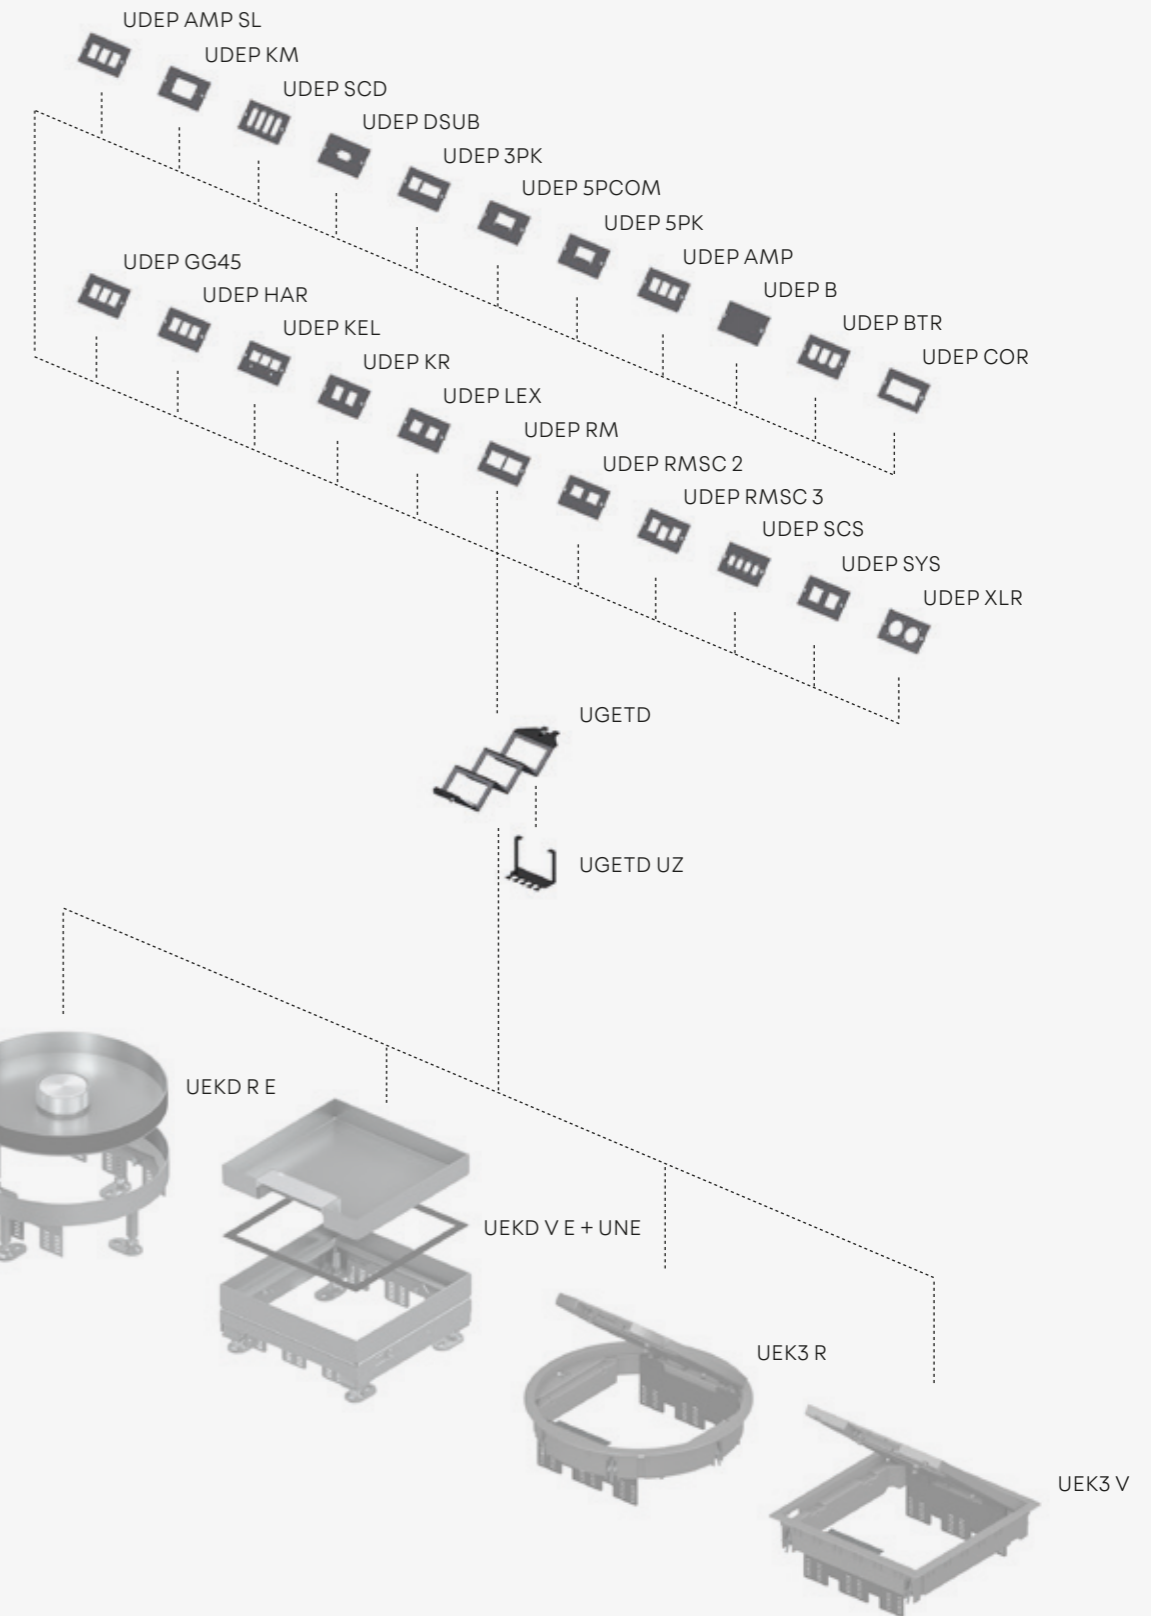 UDEP AMP SL
UDEP KM
UDEP SCD
UDEP DSUB
UDEP 3PK
UDEP 5PCOM
UDEP 5PK
UDEP AMP
UDEP B
UDEP BTR
UDEP COR
UDEP GG45
UDEP HAR
UDEP KEL
UDEP KR
UDEP LEX
UDEP RM
UDEP RMSC 2
UDEP RMSC 3
UDEP SCS
UDEP SYS
UDEP XLR
UGETD
UGETD UZ
UEKD R E
UEKD V E + UNE
UEK3 R
UEK3 V